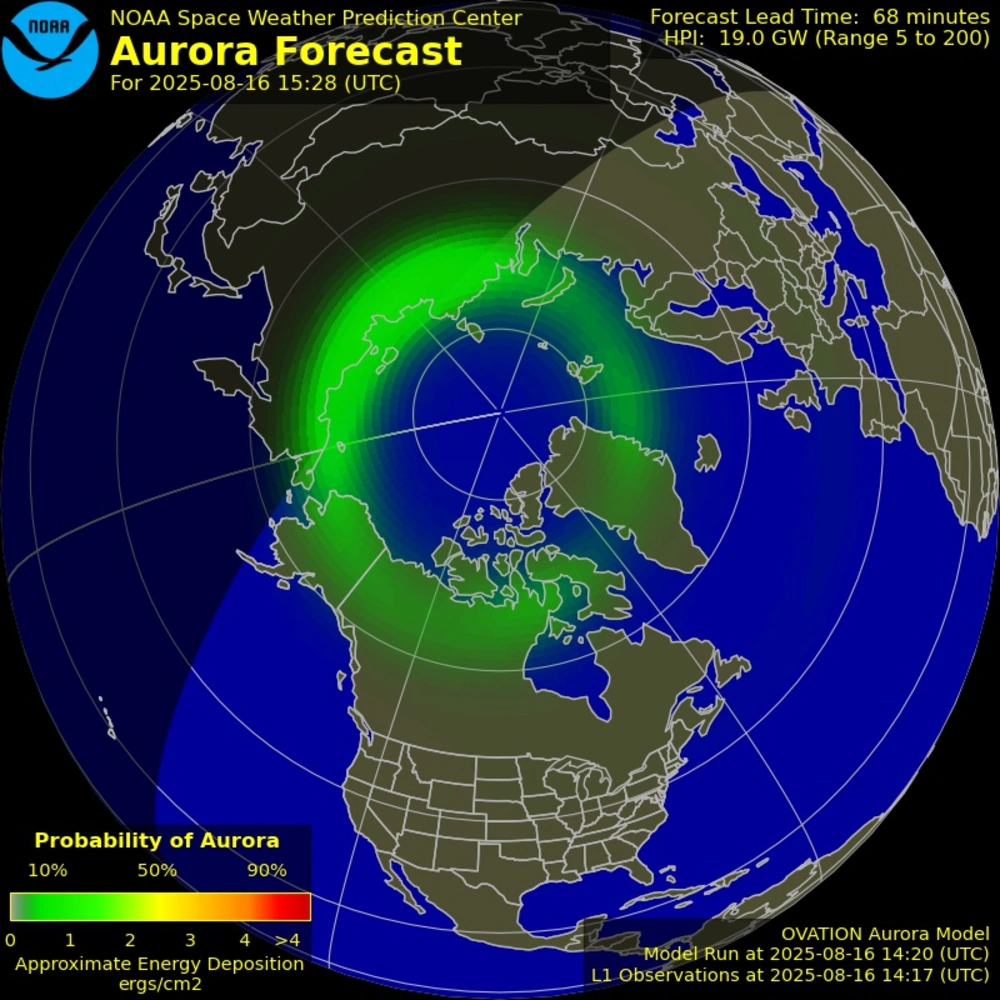 NOAA
NOAA Space Weather Prediction Center
Aurora Forecast
For 2025-08-16 15:28 (UTC)
Forecast Lead Time: 68 minutes
HPI: 19.0 GW (Range 5 to 200)
Probability of Aurora
10% 50% 90%
0 1 2 3 4 >4
Approximate Energy Deposition
ergs/cm2
OVATION Aurora Model
Model Run at 2025-08-16 14:20 (UTC)
L1 Observations at 2025-08-16 14:17 (UTC)